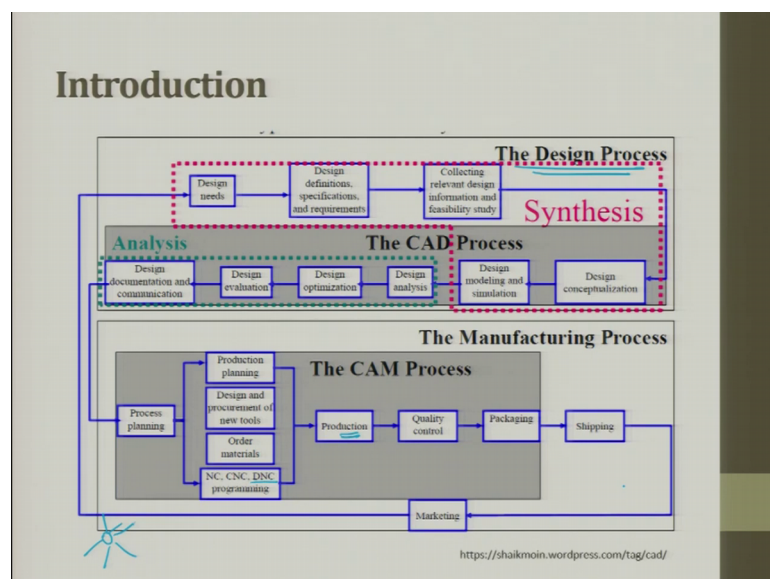 Introduction
The Design Process
Design
needs
Design
definitions,
specifications,
and requirements
Collecting
relevant design
information and
feasibility study
Synthesis
Analysis
The CAD Process
Design
documentation and
communication
Design
evaluation
Design
optimization
Design
analysis
Design
modeling and
simulation
Design
conceptualization
The Manufacturing Process
The CAM Process
Process
planning
Production
planning
Design and
procurement of
new tools
Order
materials
NC, CNC, DNC
programming
Production
Quality
control
Packaging
Shipping
Marketing
https://shaikmoin.wordpress.com/tag/cad/